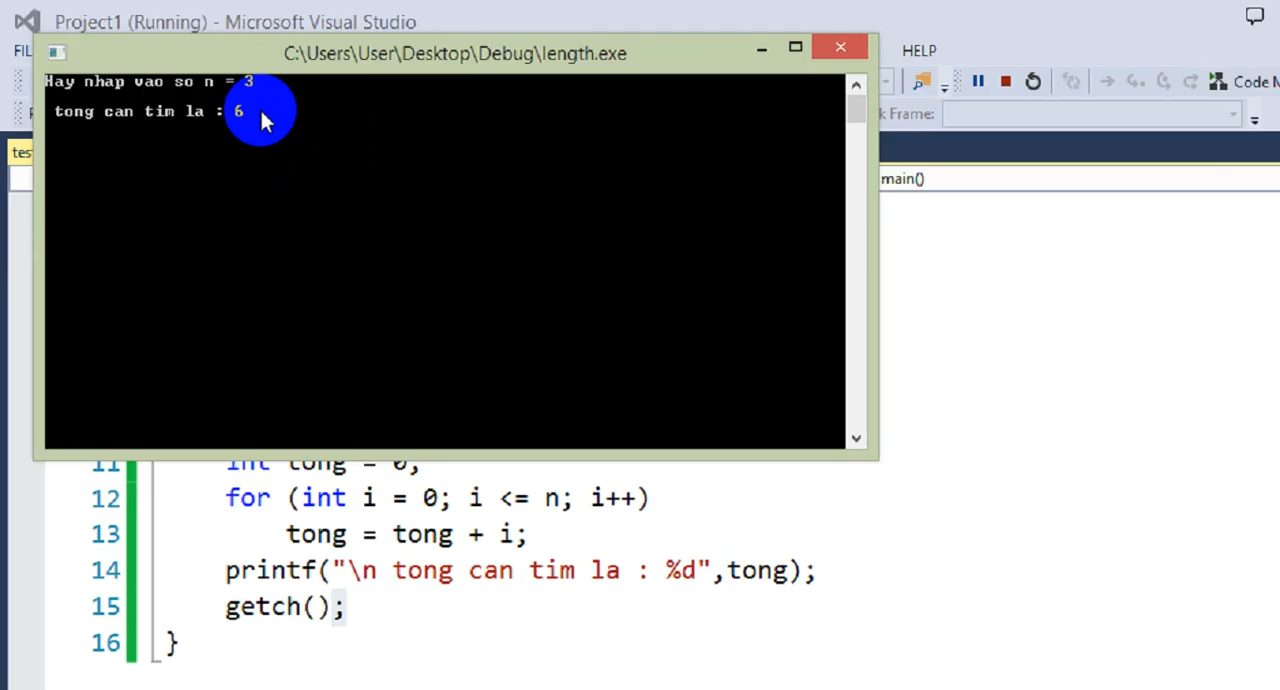 Project1 (Running) - Microsoft Visual Studio
FIL
HELP
C:\Users\User\Desktop\Debug\length.exe
Hay nhap vao so n = 3
tong can tim la : 6
Code
k Frame:
tes
main()
11 int tong = 0;
12 for (int i = 0; i <= n; i++)
13 tong = tong + i;
14 printf("\n tong can tim la : %d",tong);
15 getch();
16 }